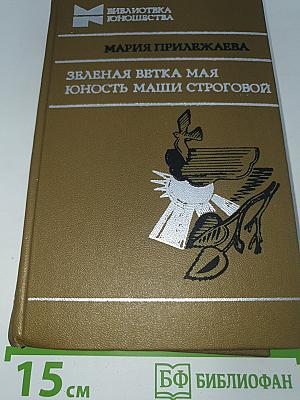 БИБЛИОТЕКА
ЮНОШЕСТВА
МАРИЯ ПРИЛЕЖАЕВА
ЗЕЛЕНАЯ ВЕТКА МАЯ
ЮНОСТЬ МАШИ СТРОГОВОЙ
15 см
БФ БИБЛИОФАН